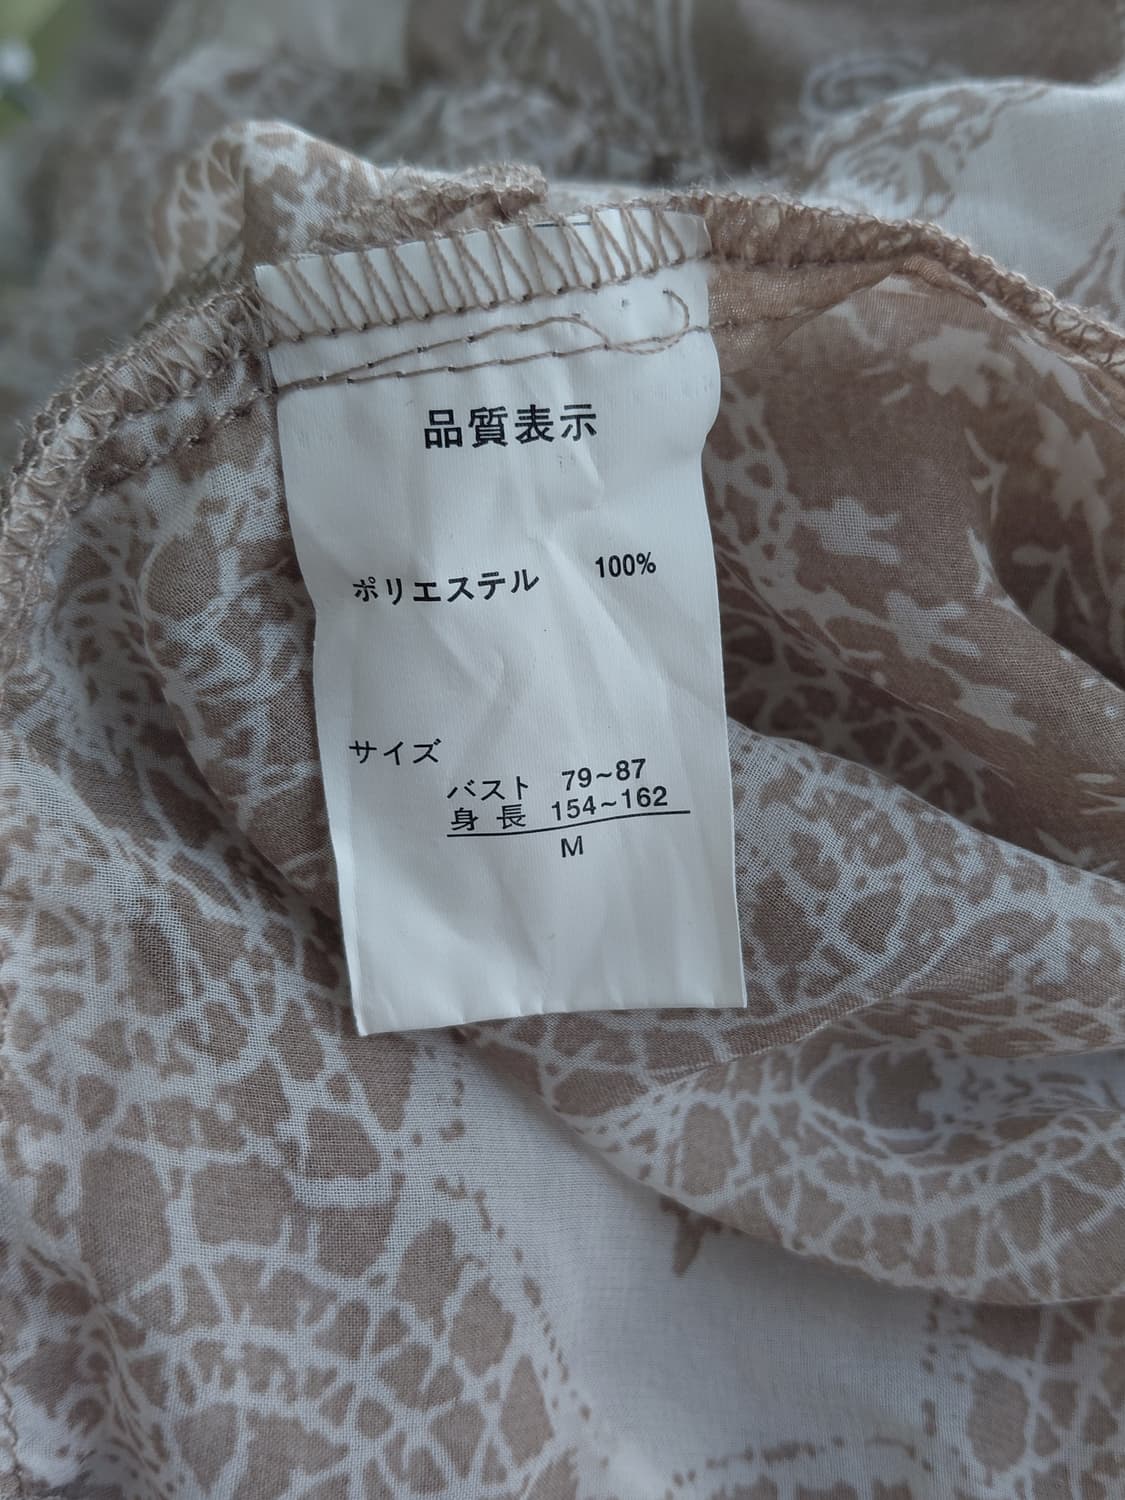 品質表示
ポリエステル 100%
サイズ
バスト 79~87
身長 154~162
M